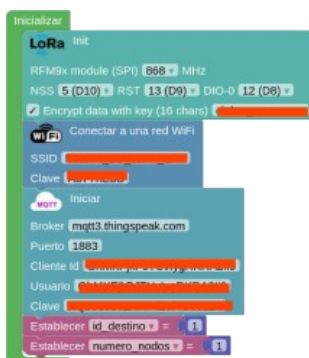 Inicializar
LoRa Init
RFM9x module (SPI) 868 MHz
NSS 5 (D10) RST 13 (D9) DIO-0 12 (D8)
Encrypt data with key (16 chars)
WiFi Conectar a una red WiFi
SSID
Clave
MQTT Iniciar
Broker mqtt3.thingspeak.com
Puerto 1883
Cliente Id
Usuario
Clave
Establecer id_destino = 1
Establecer numero_nodos = 1